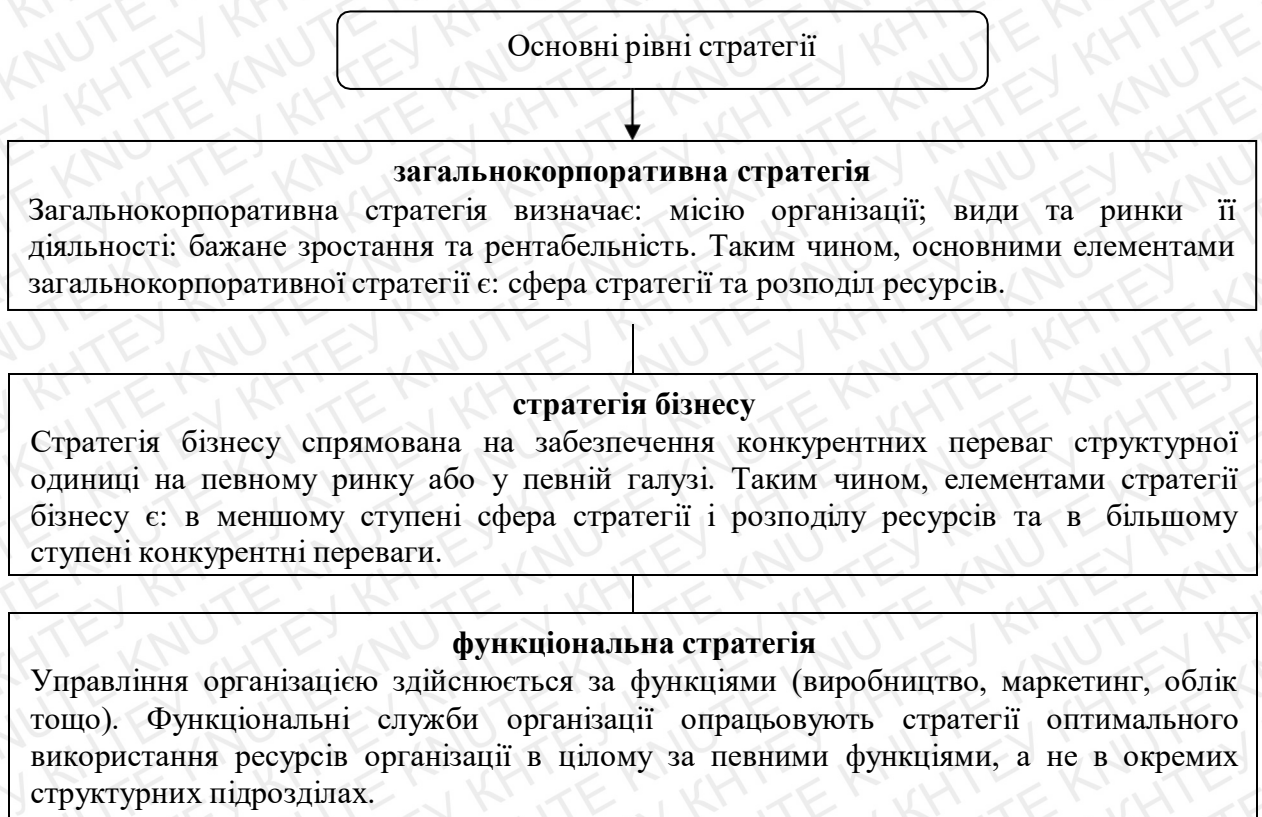 Основні рівні стратегії
загальнокорпоративна стратегія
Загальнокорпоративна стратегія визначає: місію організації; види та ринки її
діяльності: бажане зростання та рентабельність. Таким чином, основними елементами
загальнокорпоративної стратегії є: сфера стратегії та розподіл ресурсів.
стратегія бізнесу
Стратегія бізнесу спрямована на забезпечення конкурентних переваг структурної
одиниці на певному ринку або у певній галузі. Таким чином, елементами стратегії
бізнесу є: в меншому ступені сфера стратегії і розподілу ресурсів та в більшому
ступені конкурентні переваги.
функціональна стратегія
Управління організацією здійснюється за функціями (виробництво, маркетинг, облік
тощо). Функціональні служби організації опрацьовують стратегії оптимального
використання ресурсів організації в цілому за певними функціями, а не в окремих
структурних підрозділах.